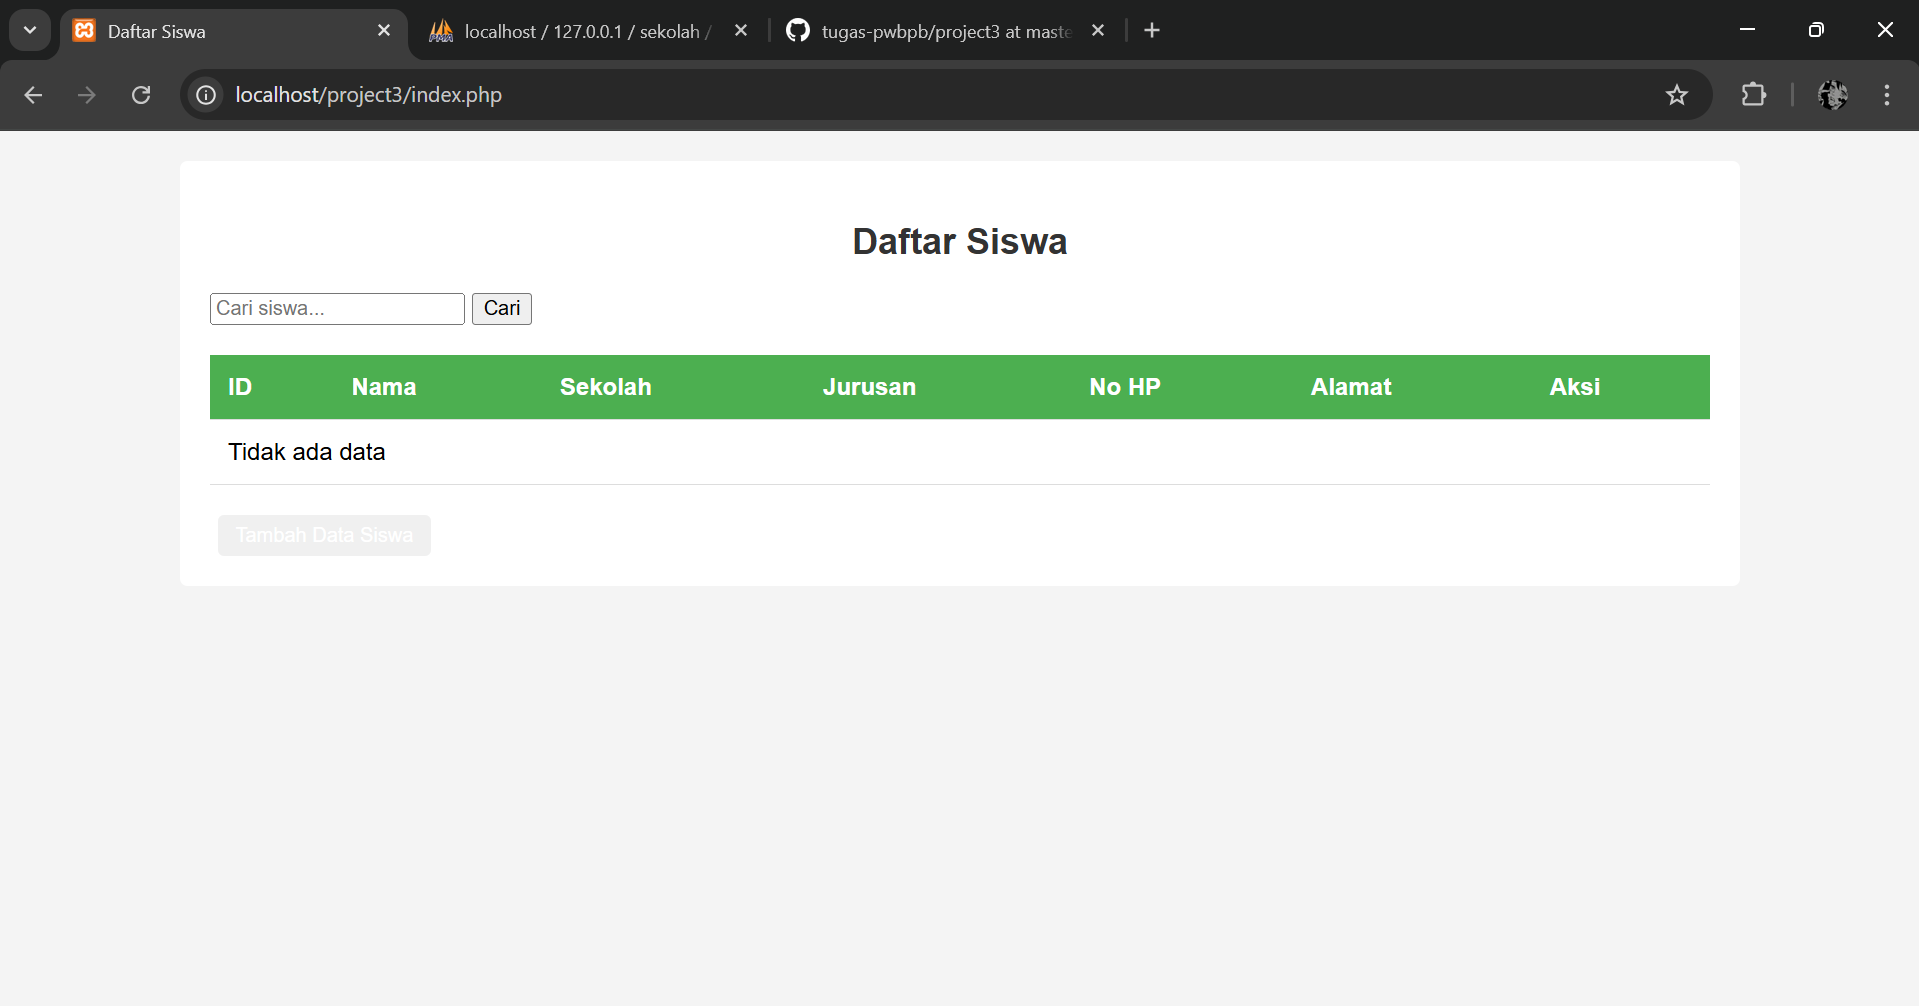 Daftar Siswa
localhost / 127.0.0.1 / sekolah /
tugas-pwbpb/project3 at maste
localhost/project3/index.php
Daftar Siswa
Cari siswa... Cari
ID Nama Sekolah Jurusan No HP Alamat Aksi
Tidak ada data
Tambah Data Siswa